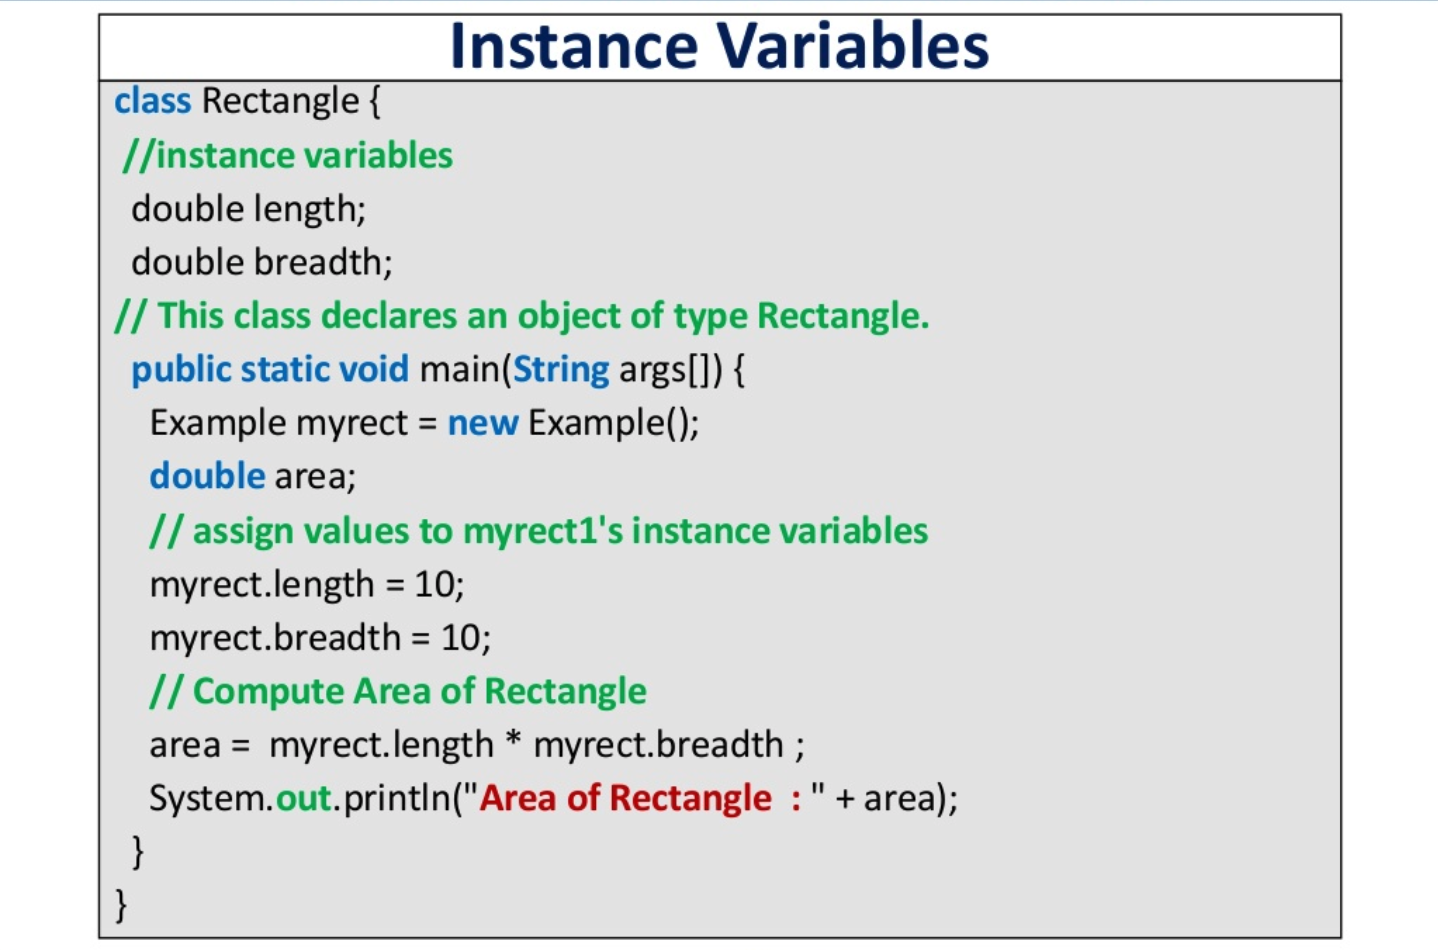 Instance Variables
class Rectangle {
//instance variables
double length;
double breadth;
// This class declares an object of type Rectangle.
public static void main(String args[]) {
Example myrect = new Example();
double area;
// assign values to myrect1's instance variables
myrect.length = 10;
myrect.breadth = 10;
// Compute Area of Rectangle
area =  myrect.length * myrect.breadth ;
System.out.println("Area of Rectangle  : " + area);
}
}